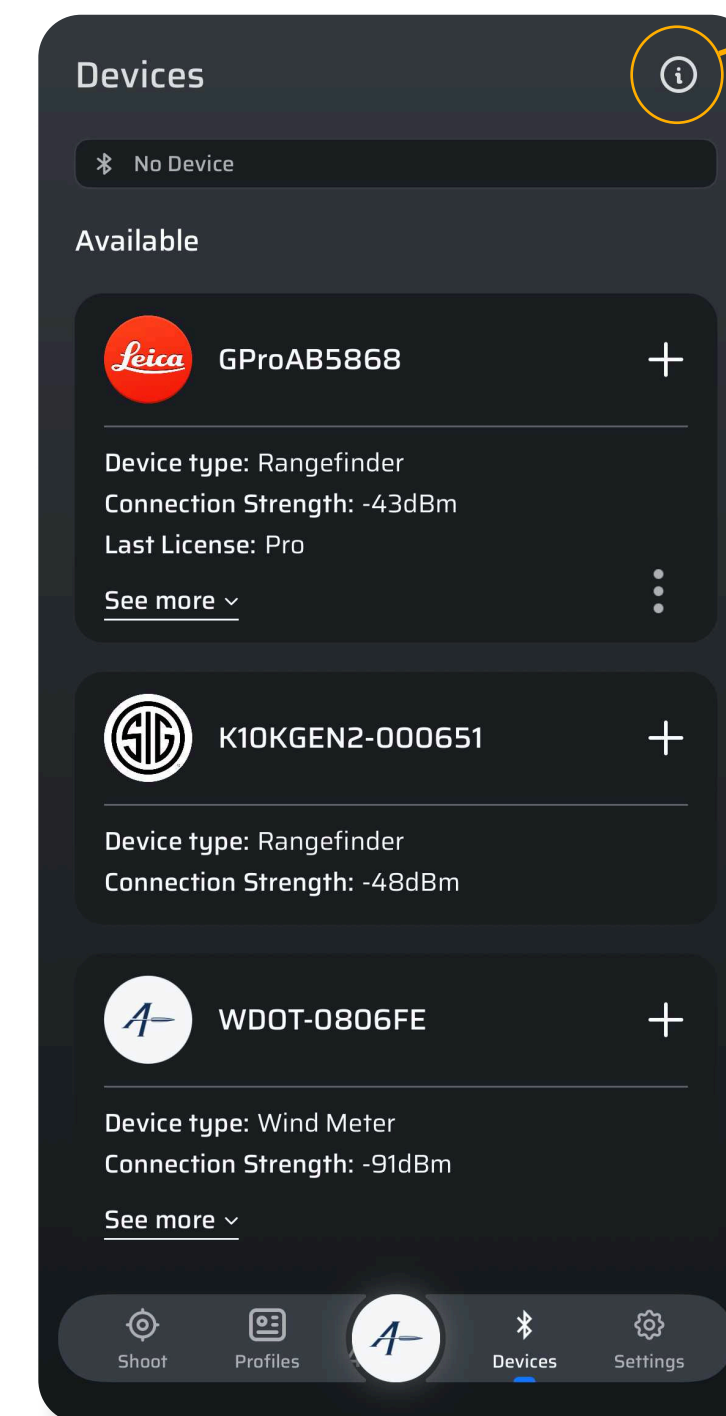 Devices
No Device
Available
Leica
GProAB5868
Device type: Rangefinder
Connection Strength: -43dBm
Last License: Pro
See more
SIG
K10KGEN2-000651
Device type: Rangefinder
Connection Strength: -48dBm
A
WDOT-0806FE
Device type: Wind Meter
Connection Strength: -91dBm
See more
A
Shoot
Profiles
Devices
Settings